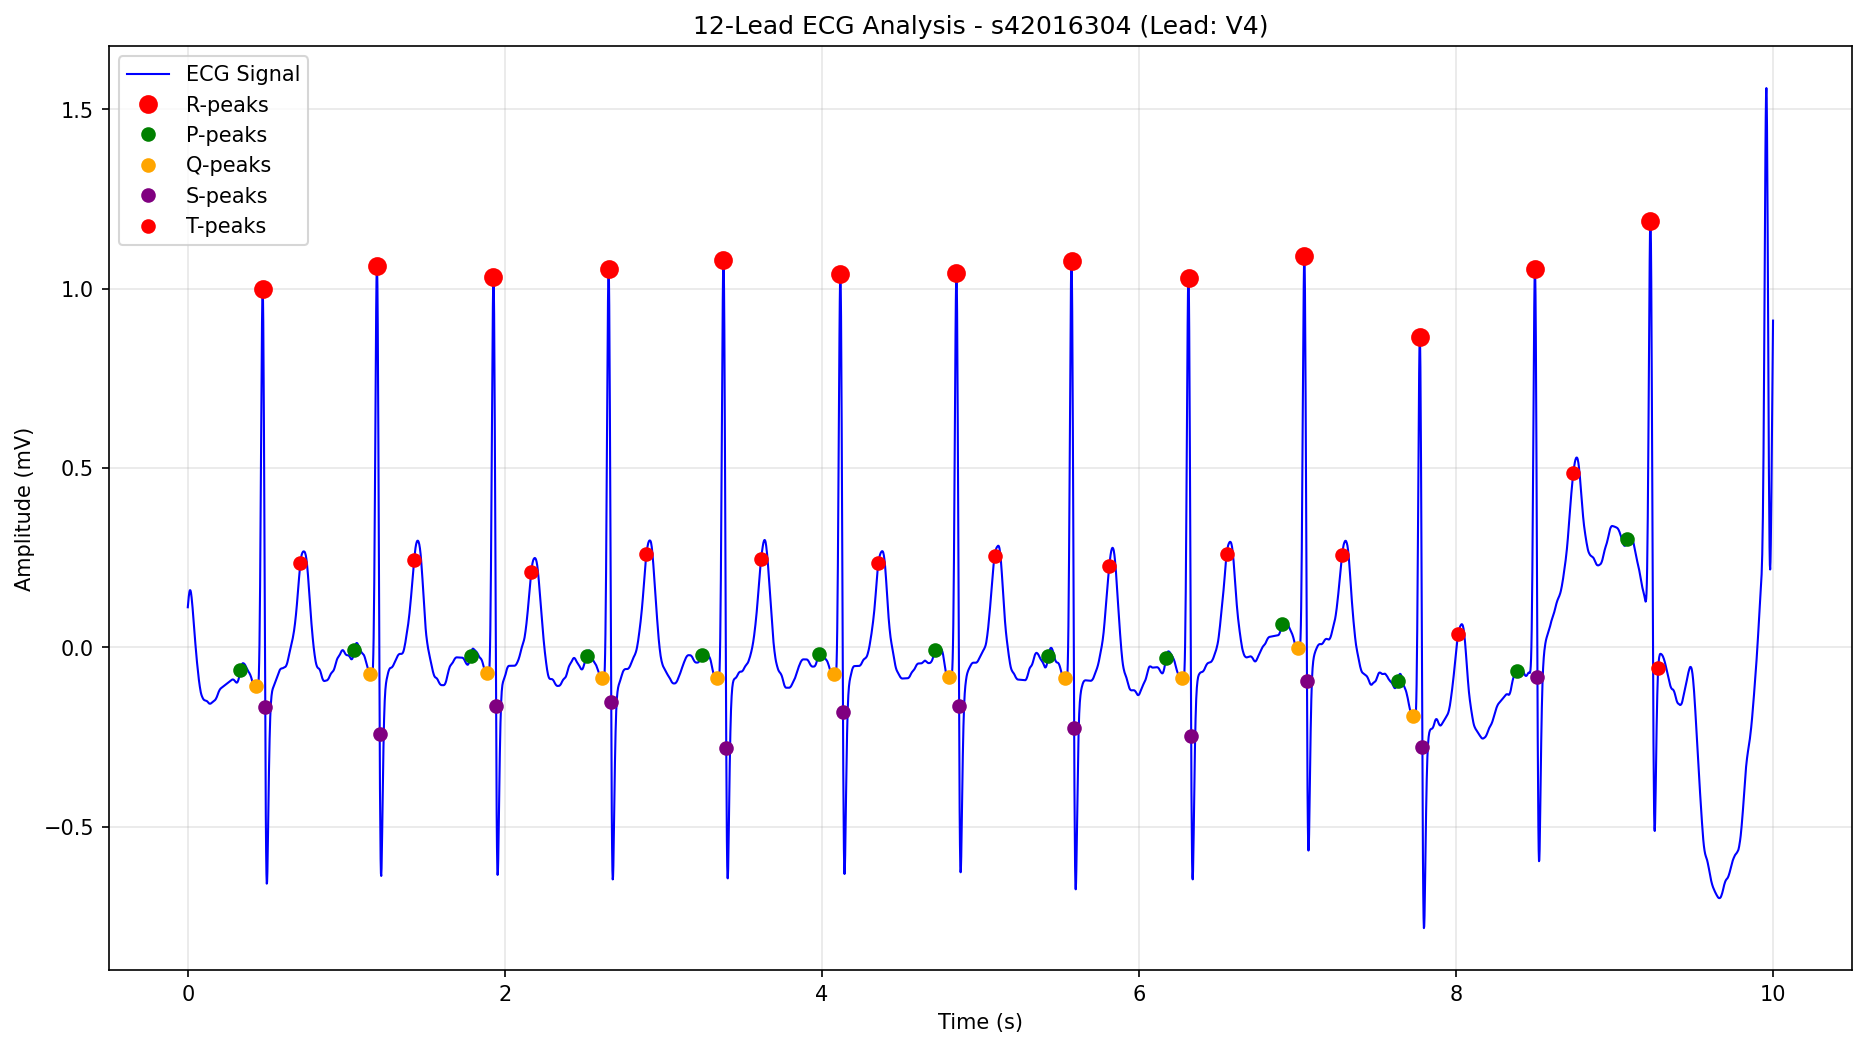 12-Lead ECG Analysis - s42016304 (Lead: V4)
ECG Signal
R-peaks
P-peaks
Q-peaks
S-peaks
T-peaks
1.5
1.0
0.5
0.0
−0.5
Amplitude (mV)
0 2 4 6 8 10
Time (s)